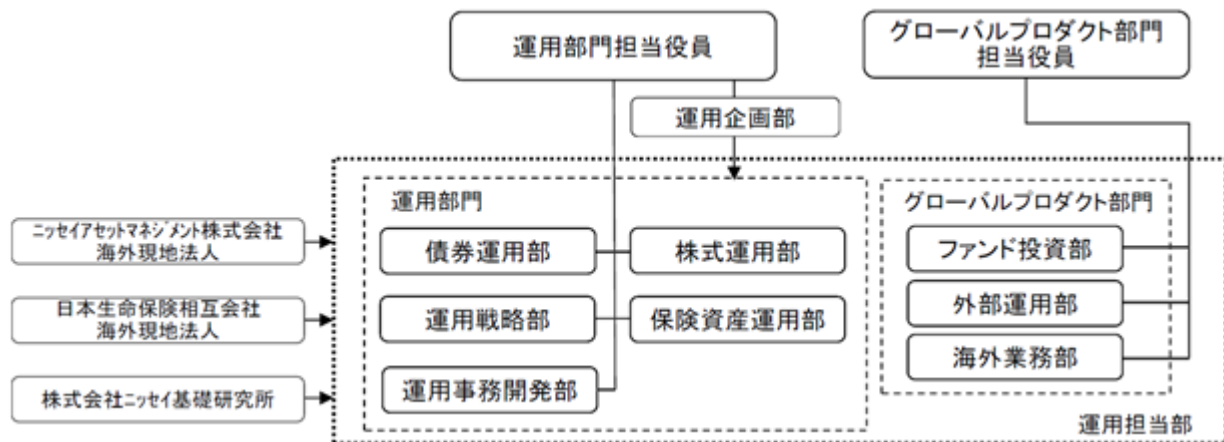 運用部門担当役員
グローバルプロダクト部門
担当役員
運用企画部
運用部門
グローバルプロダクト部門
ニッセイアセットマネジメント株式会社
海外現地法人
債券運用部
株式運用部
ファンド投資部
日本生命保険相互会社
海外現地法人
運用戦略部
保険資産運用部
外部運用部
海外業務部
株式会社ニッセイ基礎研究所
運用事務開発部
運用担当部